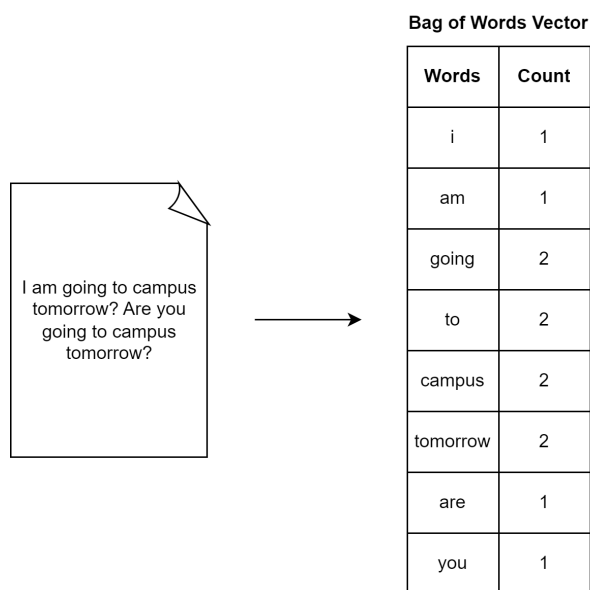 Bag of Words Vector
Words Count
i 1
am 1
going 2
to 2
campus 2
tomorrow 2
are 1
you 1
I am going to campus
tomorrow? Are you
going to campus
tomorrow?